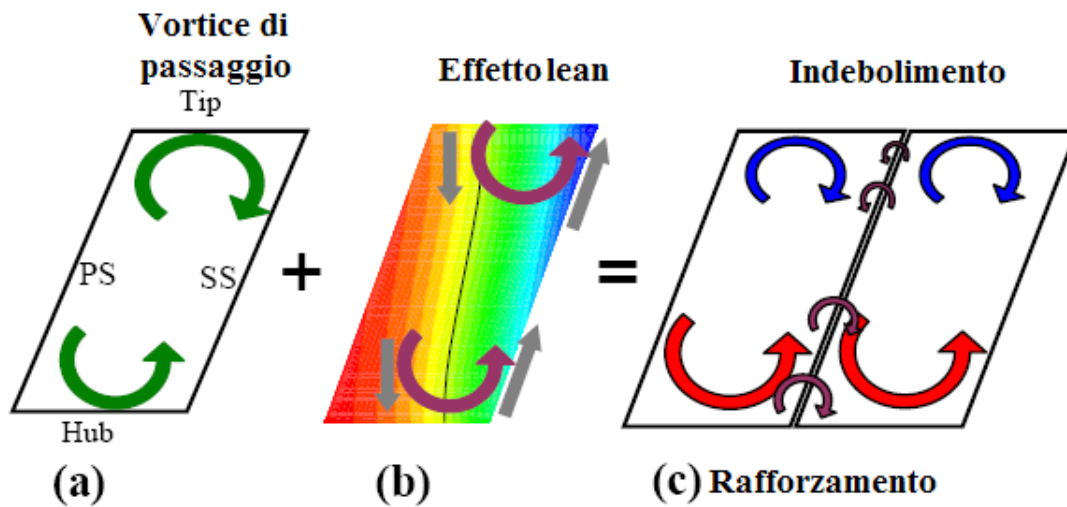 Vortice di
passaggio
Tip
PS
SS
Hub
(a)
+
Effetto lean
(b)
=
Indebolimento
(c) Rafforzamento